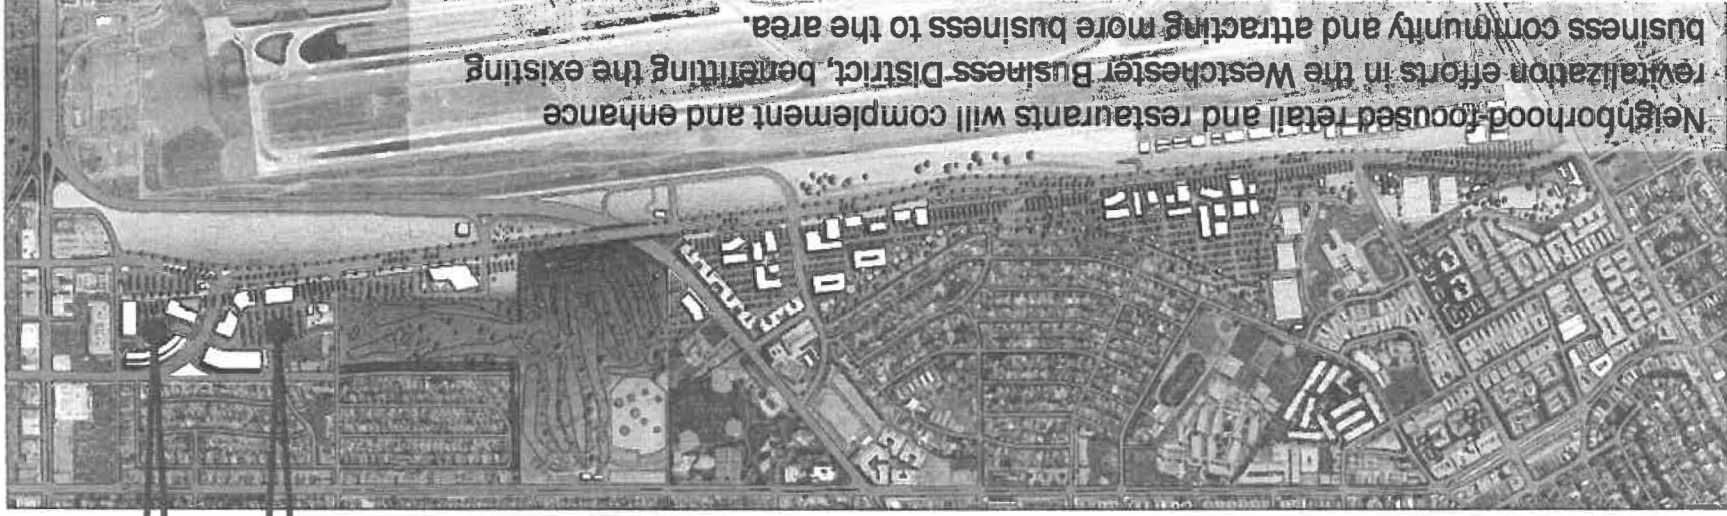 Neighborhood-focused retail and restaurants will complement and enhance
revitalization efforts in the Westchester Business District, benefitting the existing
business community and attracting more business to the area.